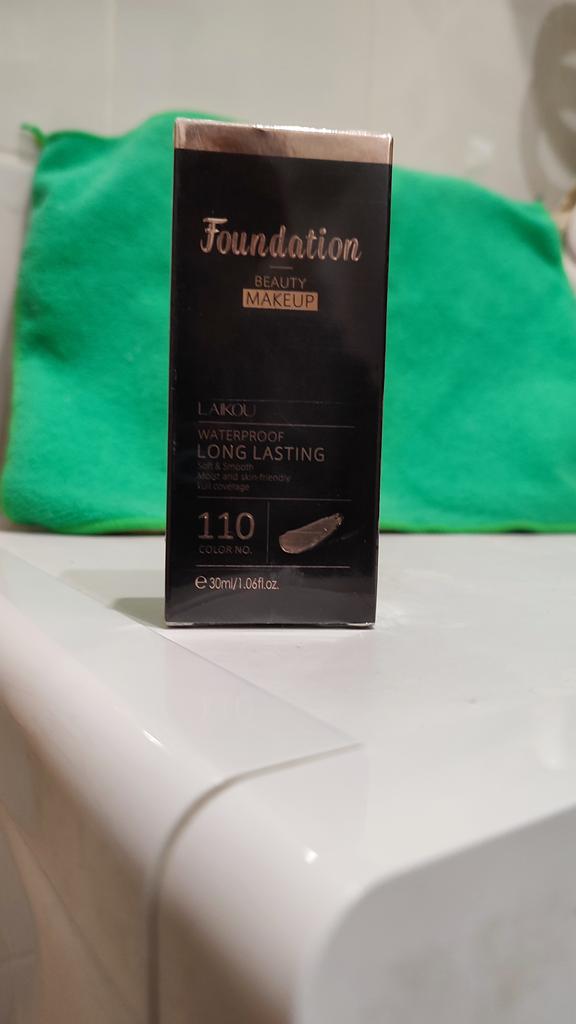 Foundation
BEAUTY
MAKEUP
LAIKOU
WATERPROOF
LONG LASTING
Soft & Smooth
Moist and skin-friendly
Full coverage
110
COLOR NO.
℮ 30ml/1.06fl.oz.